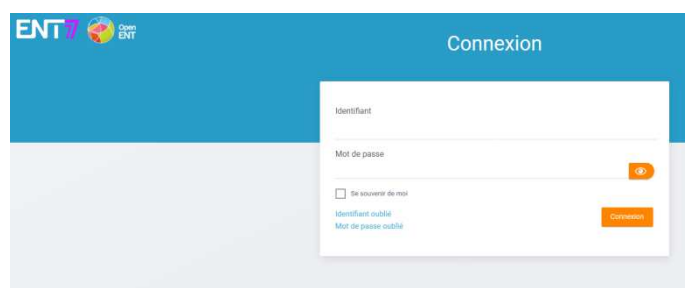 ENT77 Open
ENT
Connexion
Identifiant
Mot de passe
Se souvenir de moi
Identifiant oublié
Connexion
Mot de passe oublié